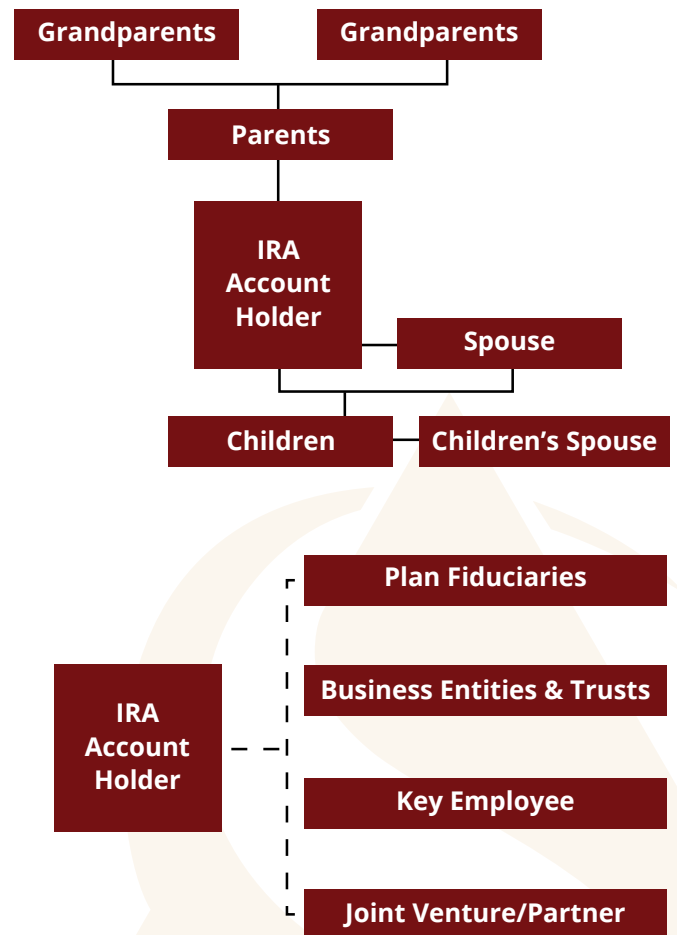 Grandparents
Grandparents
Parents
IRA
Account
Holder
Spouse
Children
Children’s Spouse
Plan Fiduciaries
Business Entities & Trusts
IRA
Account
Holder
Key Employee
Joint Venture/Partner